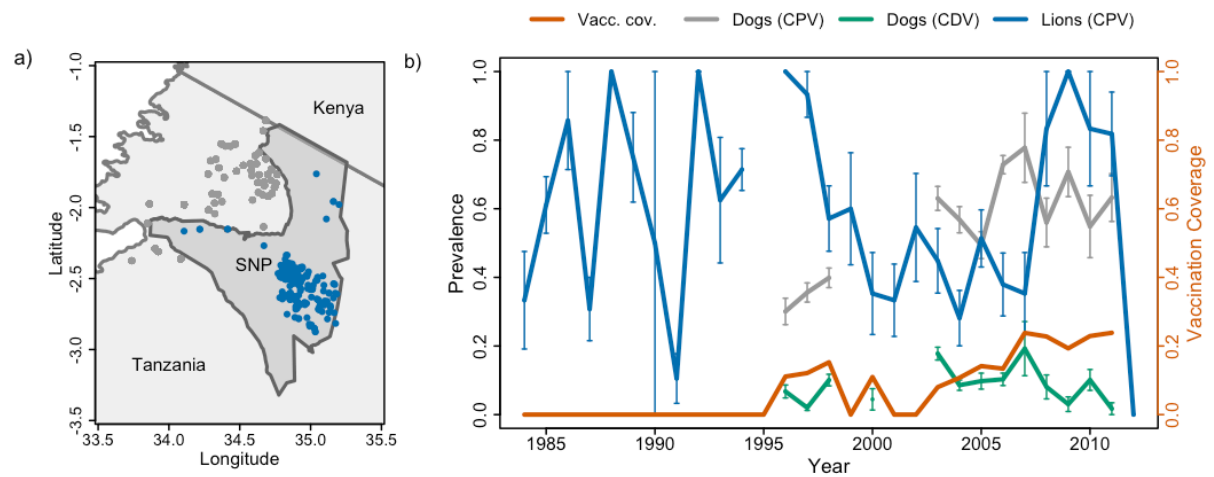 Vacc. cov. Dogs (CPV) Dogs (CDV) Lions (CPV)
a)
-1.0
-1.5
-2.0
-2.5
-3.0
-3.5
Latitude
Kenya
SNP
Tanzania
33.5 34.0 34.5 35.0 35.5
Longitude
b)
1.0
0.8
0.6
0.4
0.2
0.0
Prevalence
1985 1990 1995 2000 2005 2010
Year
1.0
0.8
0.6
0.4
0.2
0.0
Vaccination Coverage